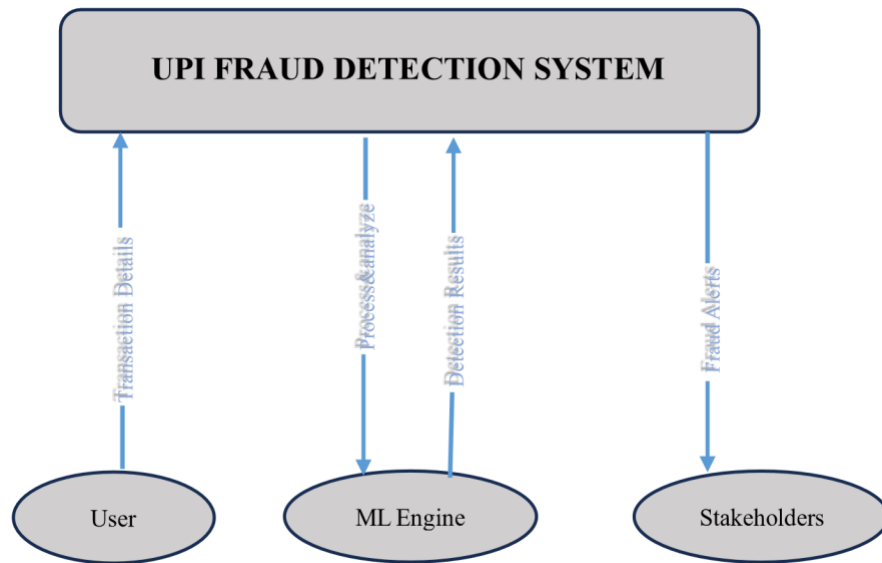 UPI FRAUD DETECTION SYSTEM
Transaction Details
Process&analyze
Detection Results
Fraud Alerts
User
ML Engine
Stakeholders